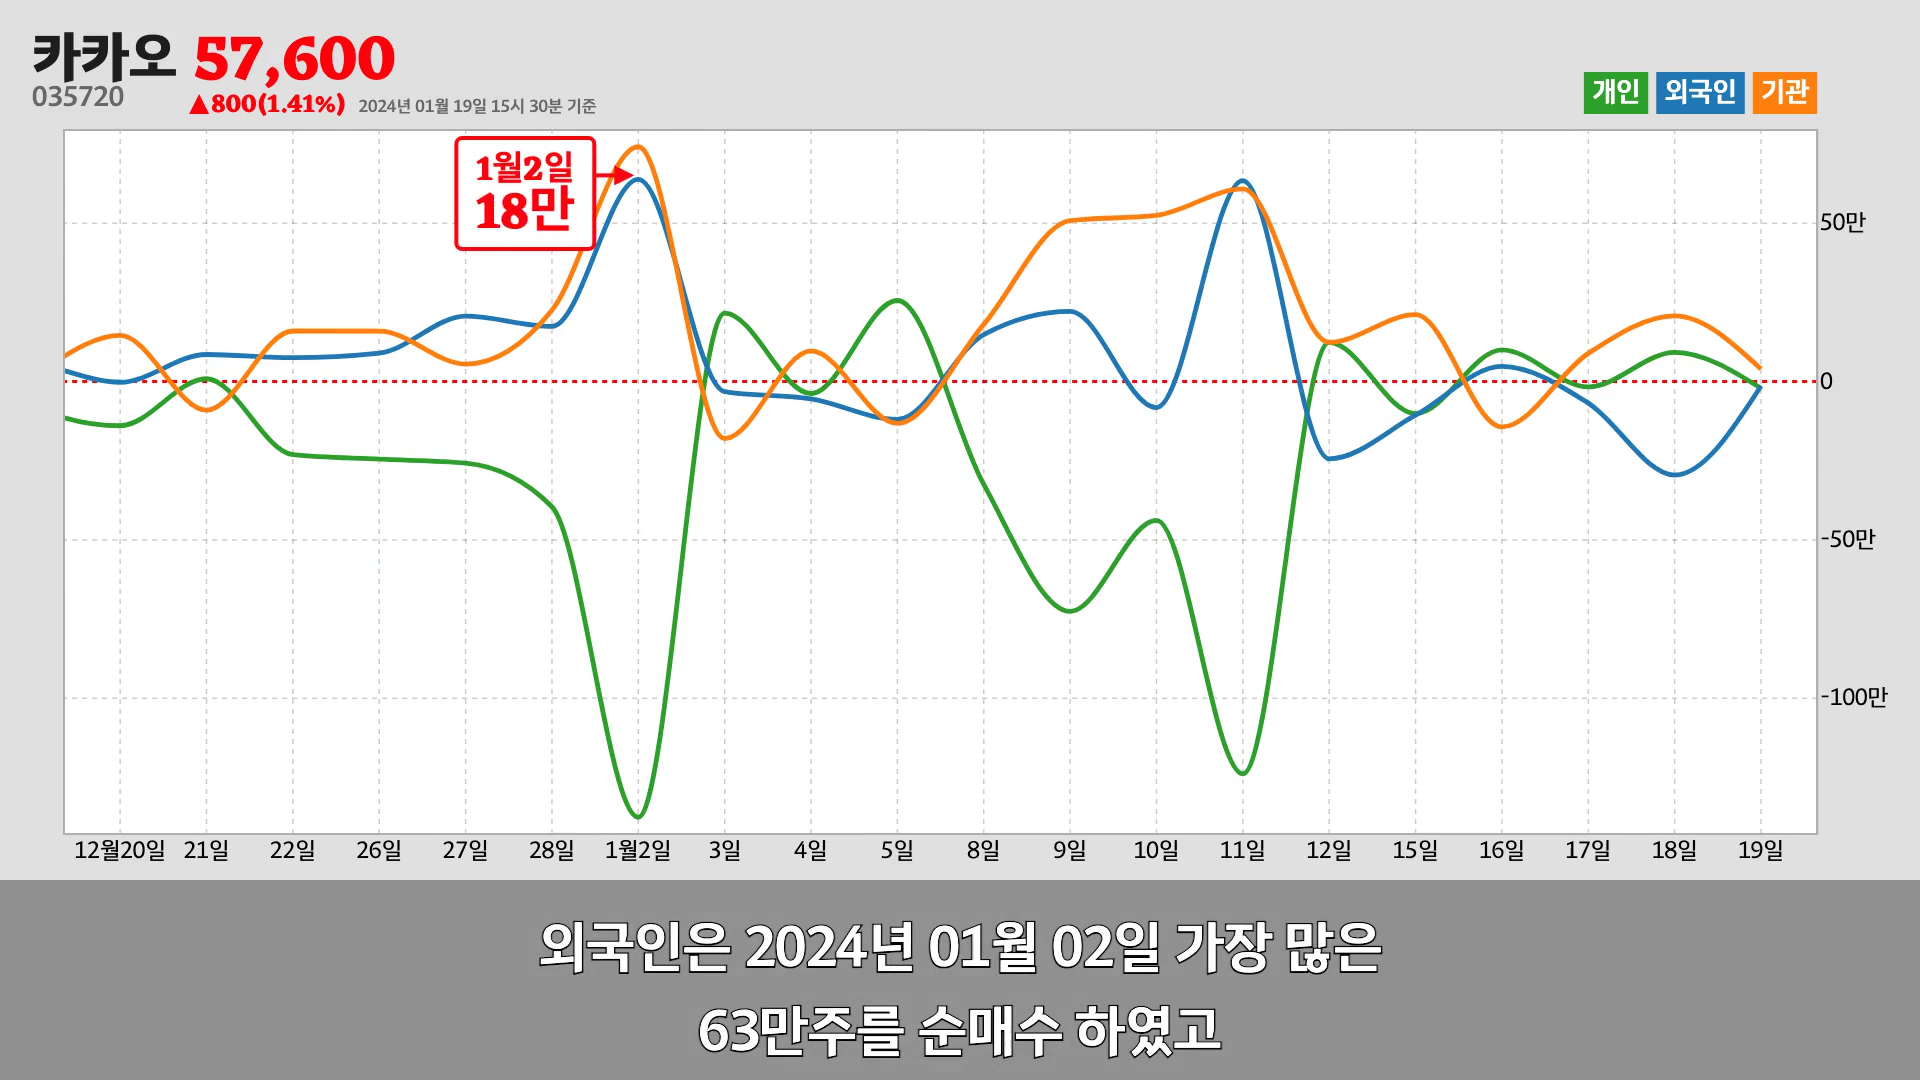 카카오 57,600
035720
▲800(1.41%) 2024년 01월 19일 15시 30분 기준
개인 외국인 기관
1월2일
18만
50만
0
-50만
-100만
12월20일 21일 22일 26일 27일 28일 1월2일 3일 4일 5일 8일 9일 10일 11일 12일 15일 16일 17일 18일 19일
외국인은 2024년 01월 02일 가장 많은
63만주를 순매수 하였고